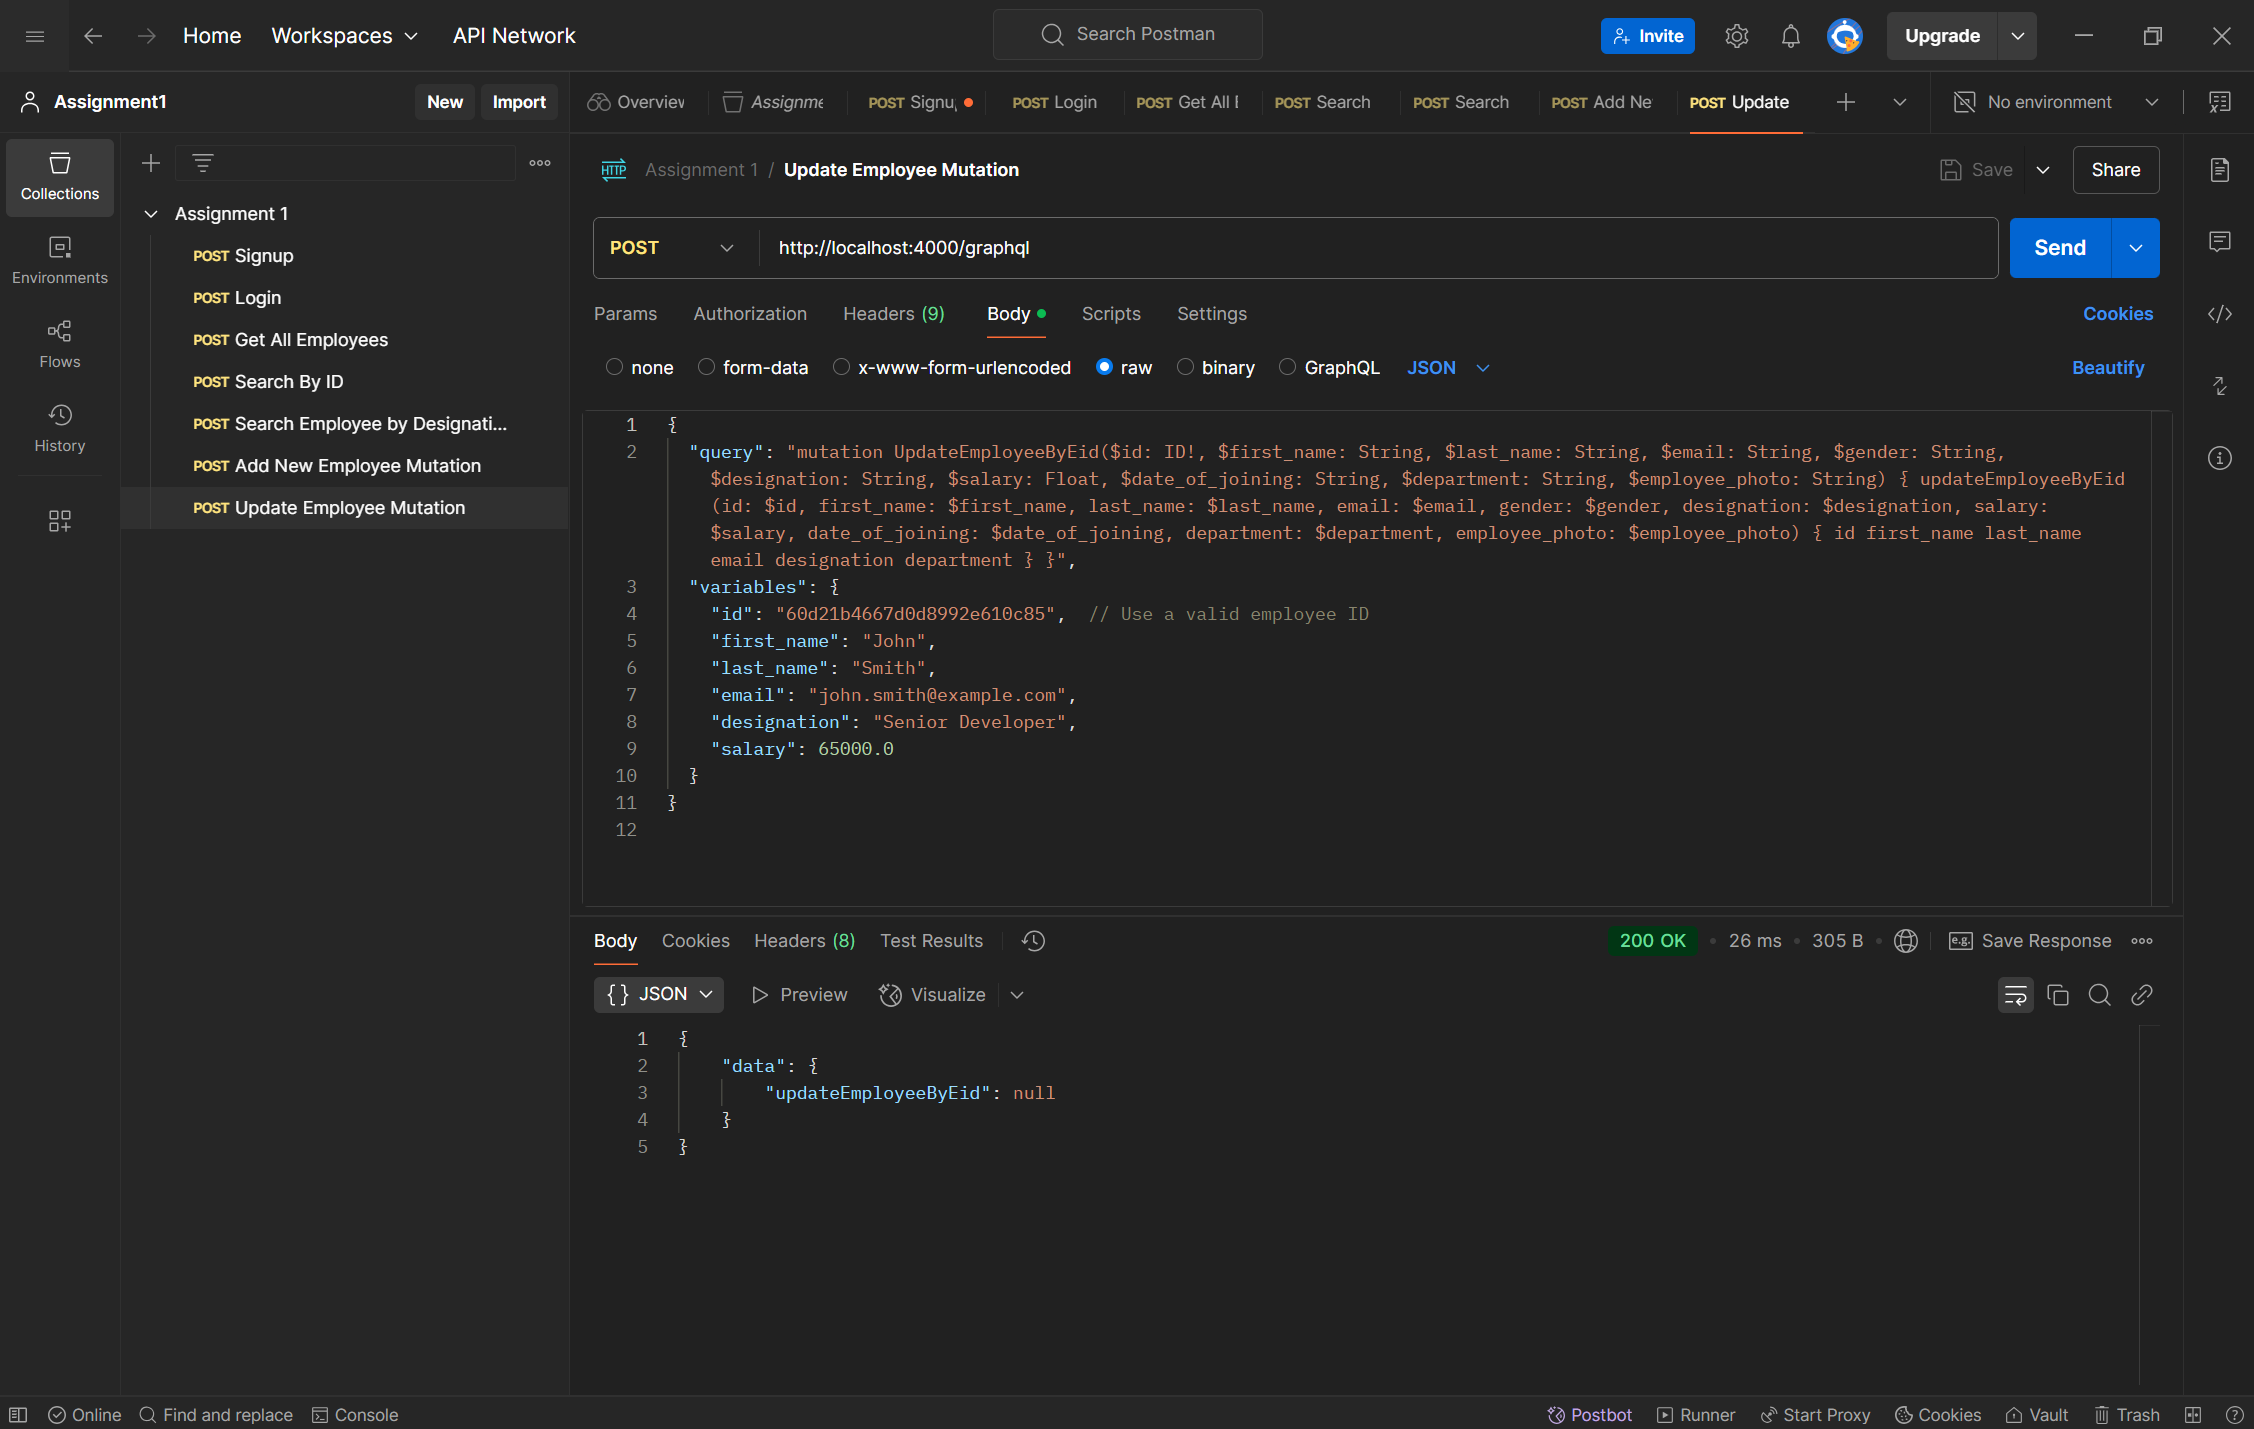 Home Workspaces API Network Search Postman Invite Upgrade
Assignment1 New Import Overview Assignme POST Signu POST Login POST Get All E POST Search POST Search POST Add Ne POST Update No environment
Collections
Environments
Flows
History
Assignment 1
POST Signup
POST Login
POST Get All Employees
POST Search By ID
POST Search Employee by Designati...
POST Add New Employee Mutation
POST Update Employee Mutation
HTTP Assignment 1 / Update Employee Mutation Save Share
POST http://localhost:4000/graphql Send
Params Authorization Headers (9) Body Scripts Settings Cookies
none form-data x-www-form-urlencoded raw binary GraphQL JSON Beautify
1 {
2 "query": "mutation UpdateEmployeeByEid($id: ID!, $first_name: String, $last_name: String, $email: String, $gender: String,
$designation: String, $salary: Float, $date_of_joining: String, $department: String, $employee_photo: String) { updateEmployeeByEid
(id: $id, first_name: $first_name, last_name: $last_name, email: $email, gender: $gender, designation: $designation, salary:
$salary, date_of_joining: $date_of_joining, department: $department, employee_photo: $employee_photo) { id first_name last_name
email designation department } }",
3 "variables": {
4 "id": "60d21b4667d0d8992e610c85", // Use a valid employee ID
5 "first_name": "John",
6 "last_name": "Smith",
7 "email": "john.smith@example.com",
8 "designation": "Senior Developer",
9 "salary": 65000.0
10 }
11 }
12
Body Cookies Headers (8) Test Results 200 OK • 26 ms • 305 B • e.g. Save Response
{} JSON Preview Visualize
1 {
2 "data": {
3 "updateEmployeeByEid": null
4 }
5 }
Online Find and replace Console Postbot Runner Start Proxy Cookies Vault Trash